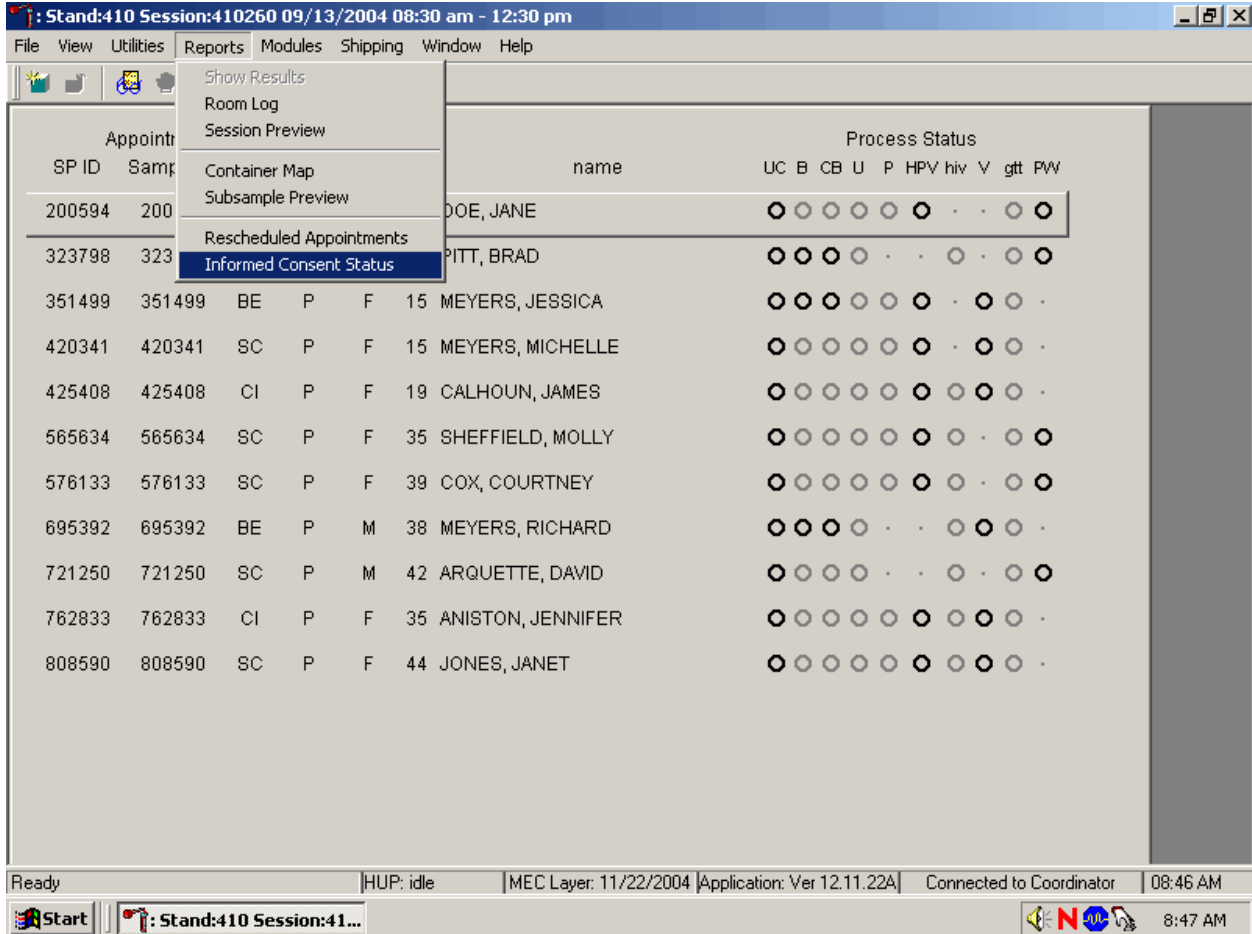 : Stand:410 Session:410260 09/13/2004 08:30 am - 12:30 pm
File View Utilities Reports Modules Shipping Window Help
Show Results
Room Log
Session Preview
Container Map
Subsample Preview
Rescheduled Appointments
Informed Consent Status
Process Status
SP ID name UC B CB U P HPV hiv V gtt PW
200594 200 DOE, JANE
323798 323 PITT, BRAD
351499 351499 BE P F 15 MEYERS, JESSICA
420341 420341 SC P F 15 MEYERS, MICHELLE
425408 425408 CI P F 19 CALHOUN, JAMES
565634 565634 SC P F 35 SHEFFIELD, MOLLY
576133 576133 SC P F 39 COX, COURTNEY
695392 695392 BE P M 38 MEYERS, RICHARD
721250 721250 SC P M 42 ARQUETTE, DAVID
762833 762833 CI P F 35 ANISTON, JENNIFER
808590 808590 SC P F 44 JONES, JANET
Ready HUP: idle MEC Layer: 11/22/2004 Application: Ver 12.11.22A Connected to Coordinator 08:46 AM
Start : Stand:410 Session:41... N 8:47 AM